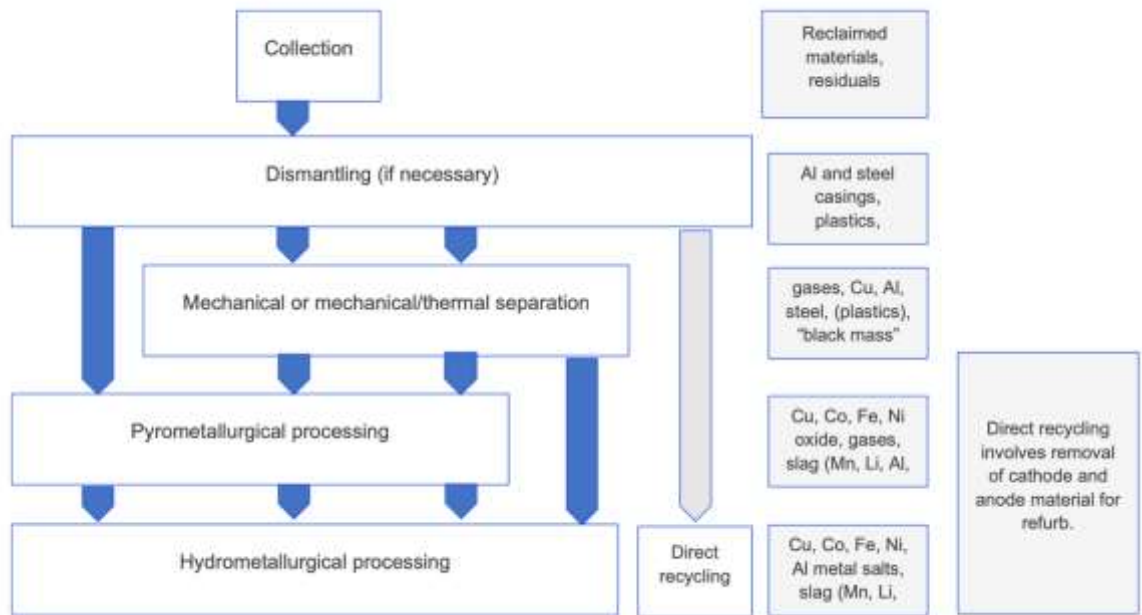 Collection
Reclaimed
materials,
residuals
Dismantling (if necessary)
Al and steel
casings,
plastics,
Mechanical or mechanical/thermal separation
gases, Cu, Al,
steel, (plastics),
"black mass"
Pyrometallurgical processing
Cu, Co, Fe, Ni
oxide, gases,
slag (Mn, Li, Al,
Direct recycling
involves removal
of cathode and
anode material for
refurb.
Hydrometallurgical processing
Direct
recycling
Cu, Co, Fe, Ni,
Al metal salts,
slag (Mn, Li,